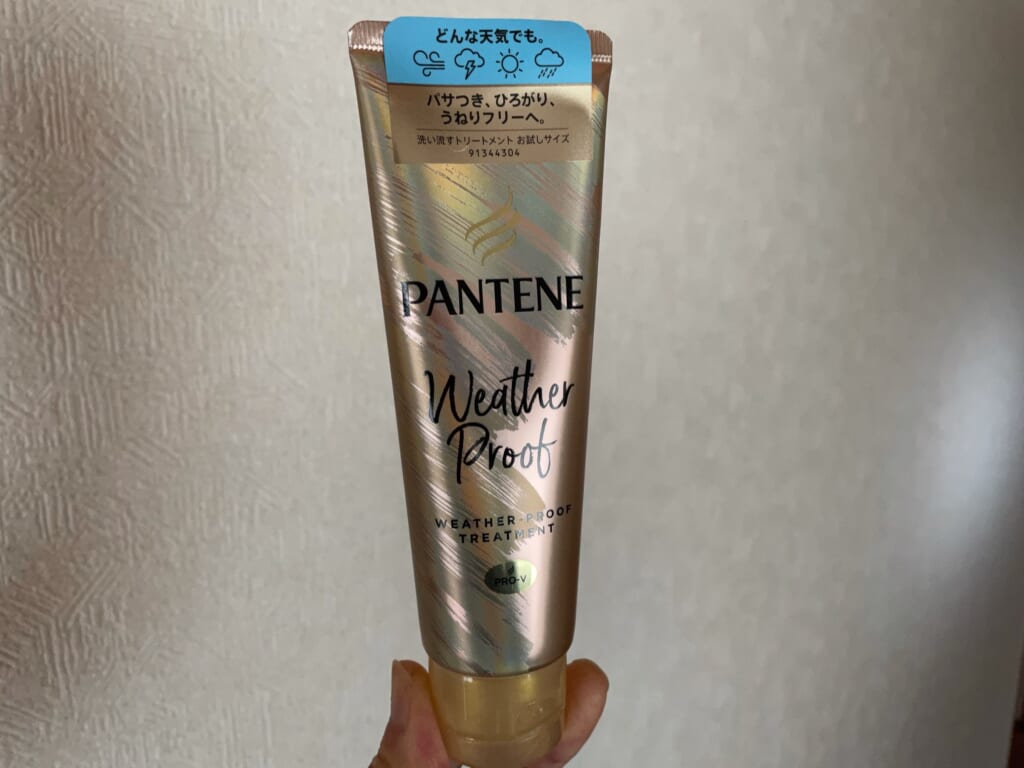 どんな天気でも。
パサつき、ひろがり、
うねりフリーへ。
洗い流すトリートメント お試しサイズ
91344304
PANTENE
Weather
Proof
WEATHER-PROOF
TREATMENT
PRO-V